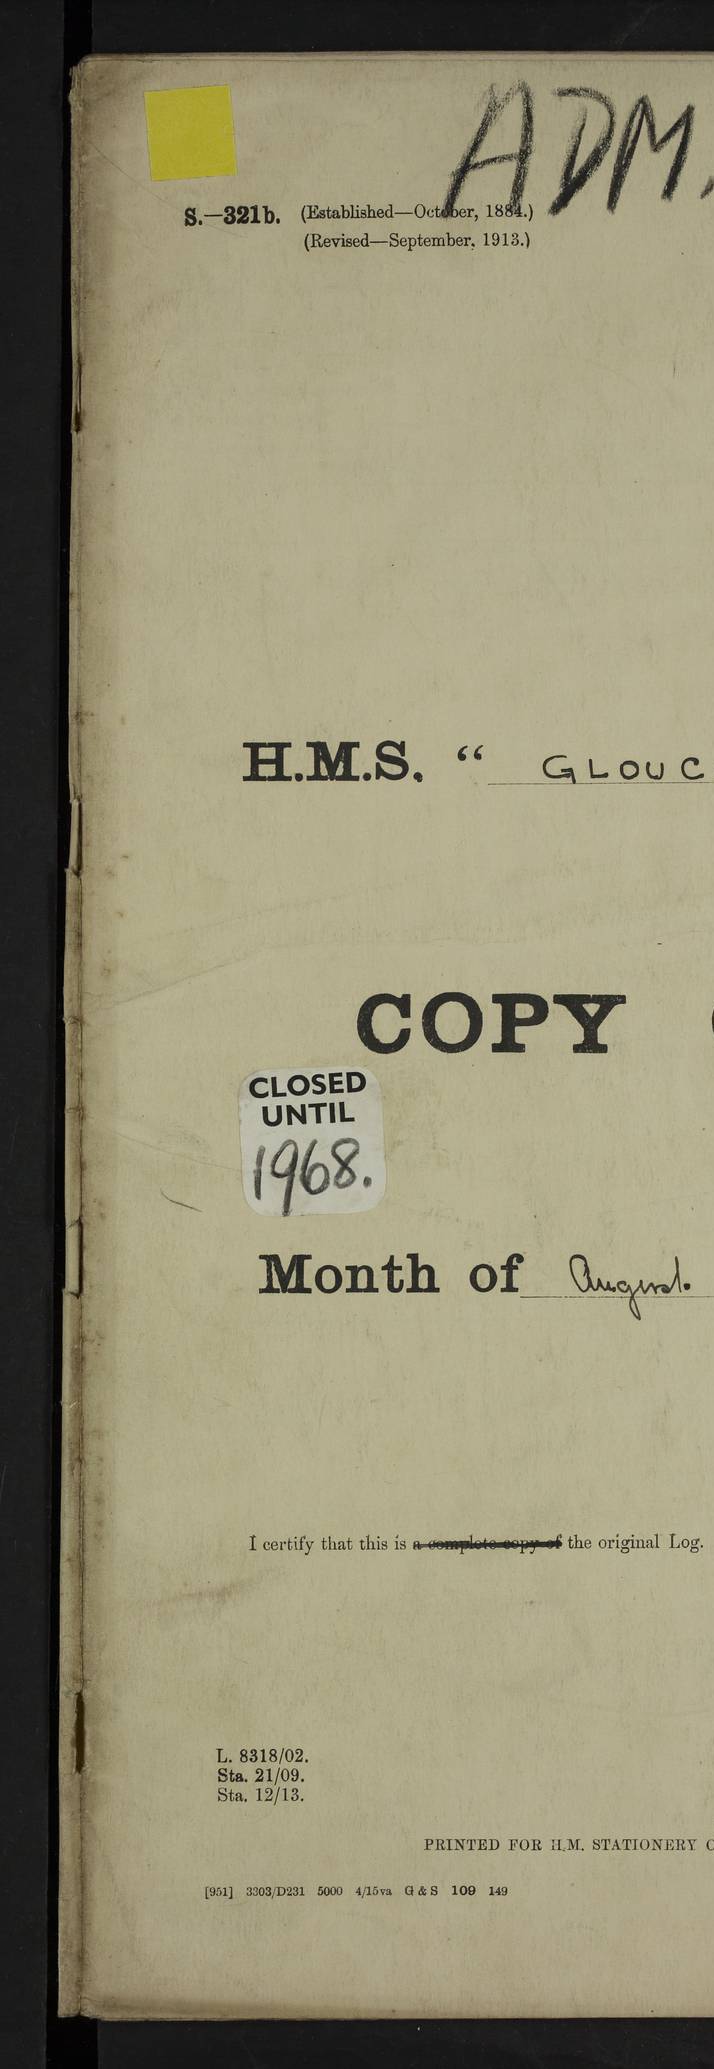 ADM.
S.—321b. (Established—October, 1884.)
(Revised—September, 1913.)
H.M.S. “ GLOUC
COPY
CLOSED
UNTIL
1968.
Month of August.
I certify that this is a complete copy of the original Log.
L. 8318/02.
Sta. 21/09.
Sta. 12/13.
PRINTED FOR H.M. STATIONERY O
[951] 3303/D231 5000 4/15va G & S 109 149